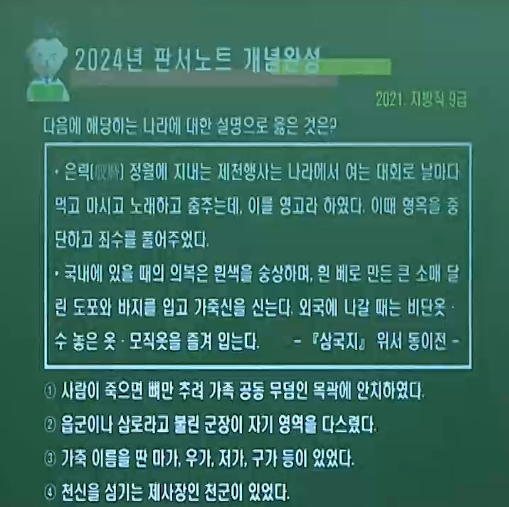 2024년 판서노트 개념완성
2021. 지방직 9급
다음에 해당하는 나라에 대한 설명으로 옳은 것은?
• 은력(殷曆) 정월에 지내는 제천행사는 나라에서 여는 대회로 날마다
먹고 마시고 노래하고 춤추는데, 이를 영고라 하였다. 이때 형옥을 중
단하고 죄수를 풀어주었다.
• 국내에 있을 때의 의복은 흰색을 숭상하며, 흰 베로 만든 큰 소매 달
린 도포와 바지를 입고 가죽신을 신는다. 외국에 나갈 때는 비단옷·
수 놓은 옷·모직옷을 즐겨 입는다. - 『삼국지』 위서 동이전 -
① 사람이 죽으면 뼈만 추려 가족 공동 무덤인 목곽에 안치하였다.
② 읍군이나 삼로라고 불린 군장이 자기 영역을 다스렸다.
③ 가축 이름을 딴 마가, 우가, 저가, 구가 등이 있었다.
④ 천신을 섬기는 제사장인 천군이 있었다.